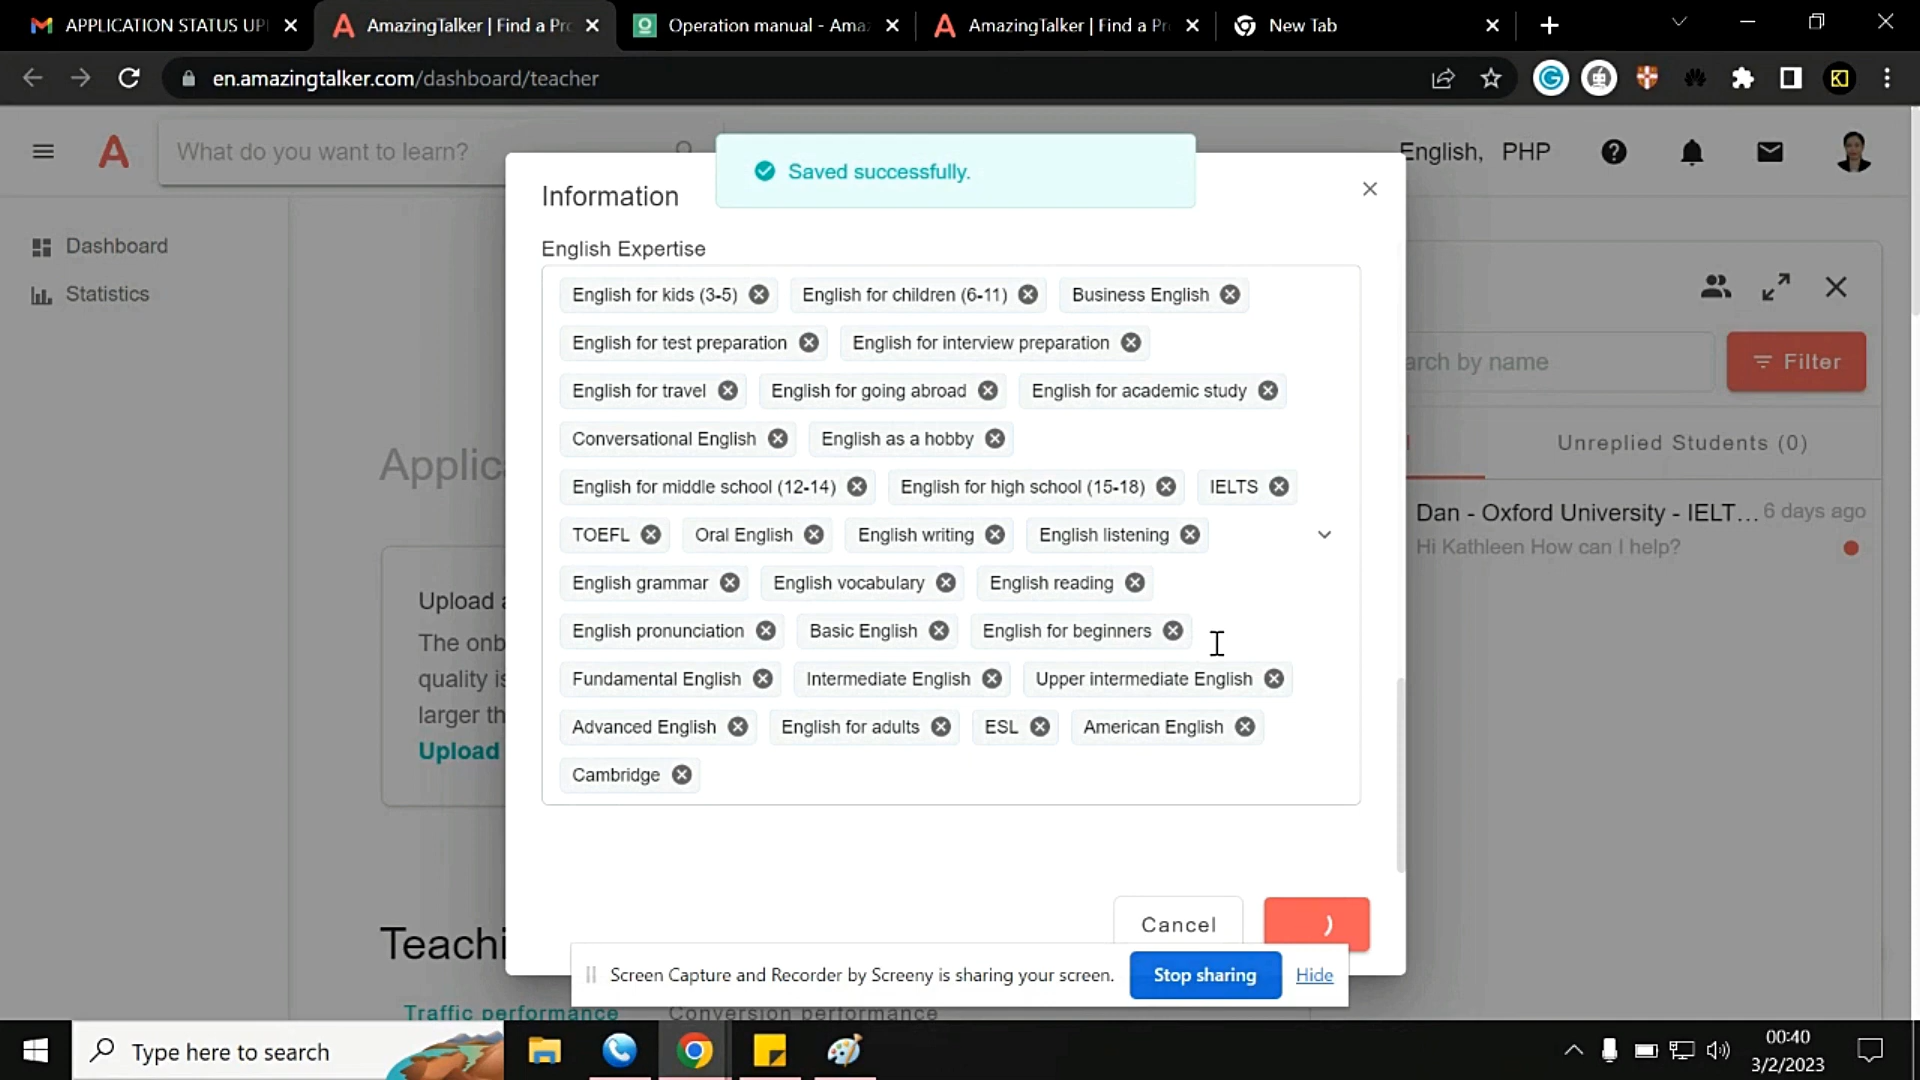 APPLICATION STATUS UP
AmazingTalker | Find a Pr
Operation manual - Ama
AmazingTalker | Find a Pr
New Tab
en.amazingtalker.com/dashboard/teacher
What do you want to learn?
English, PHP
Saved successfully.
Information
Dashboard
Statistics
English Expertise
English for kids (3-5) English for children (6-11) Business English
English for test preparation English for interview preparation
English for travel English for going abroad English for academic study
Conversational English English as a hobby
English for middle school (12-14) English for high school (15-18) IELTS
TOEFL Oral English English writing English listening
English grammar English vocabulary English reading
English pronunciation Basic English English for beginners
Fundamental English Intermediate English Upper intermediate English
Advanced English English for adults ESL American English
Cambridge
Cancel
arch by name
Filter
Unreplied Students (0)
Dan - Oxford University - IELT... 6 days ago
Hi Kathleen How can I help?
Applic
Upload
The onb
quality is
larger th
Upload
Teachi
Traffic performance Conversion performance
Screen Capture and Recorder by Screeny is sharing your screen. Stop sharing Hide
Type here to search
00:40
3/2/2023